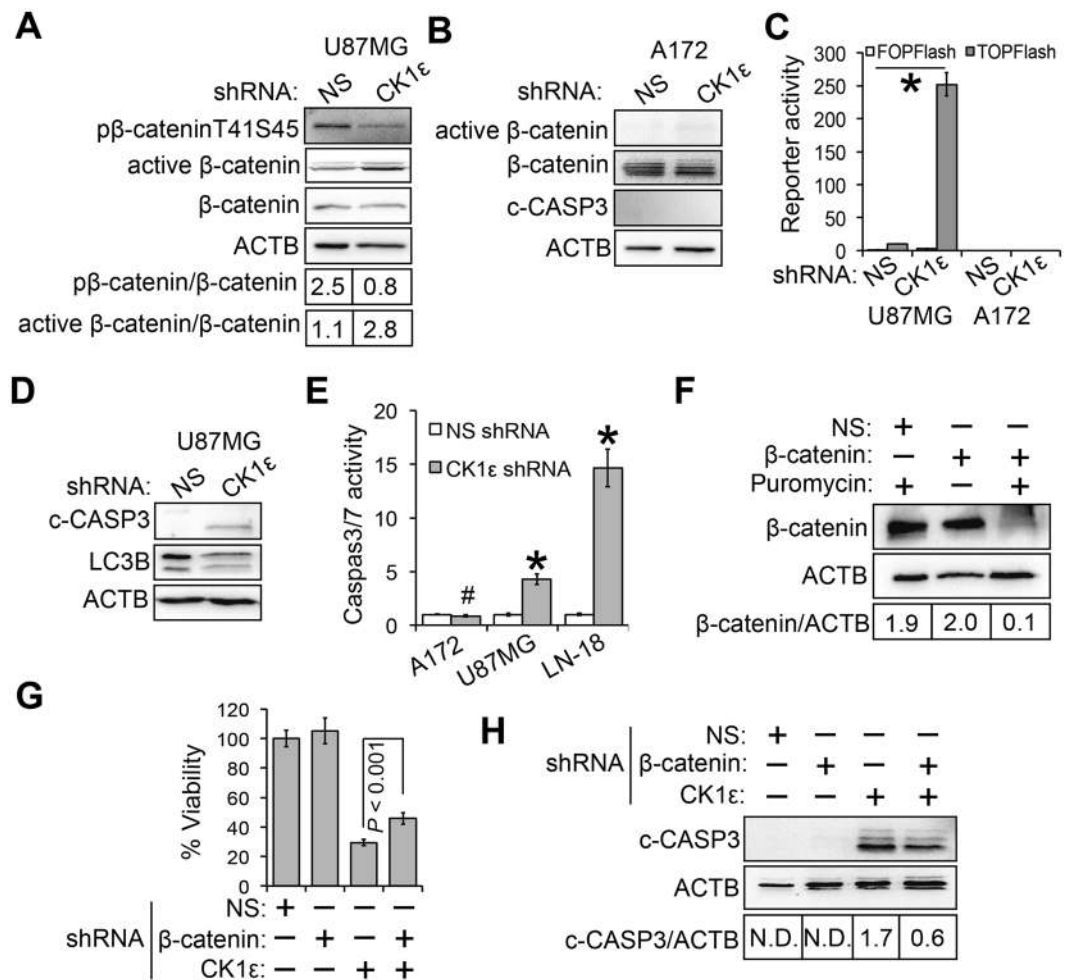 A
U87MG
shRNA: NS CK1ε
pβ-cateninT41S45
active β-catenin
β-catenin
ACTB
pβ-catenin/β-catenin 2.5 0.8
active β-catenin/β-catenin 1.1 2.8
B
A172
shRNA: NS CK1ε
active β-catenin
β-catenin
c-CASP3
ACTB
C
FOPFlash TOPFlash
Reporter activity
300
250
200
150
100
50
0
*
shRNA: NS CK1ε NS CK1ε
U87MG A172
D
U87MG
shRNA: NS CK1ε
c-CASP3
LC3B
ACTB
E
Caspas3/7 activity
20
15
10
5
0
NS shRNA
CK1ε shRNA
# * *
A172 U87MG LN-18
F
NS: + − −
β-catenin: − + +
Puromycin: + − +
β-catenin
ACTB
β-catenin/ACTB 1.9 2.0 0.1
G
% Viability
120
100
80
60
40
20
0
P < 0.001
shRNA
NS: + − − −
β-catenin: − + − +
CK1ε: − − + +
H
shRNA
NS: + − − −
β-catenin: − + − +
CK1ε: − − + +
c-CASP3
ACTB
c-CASP3/ACTB N.D. N.D. 1.7 0.6